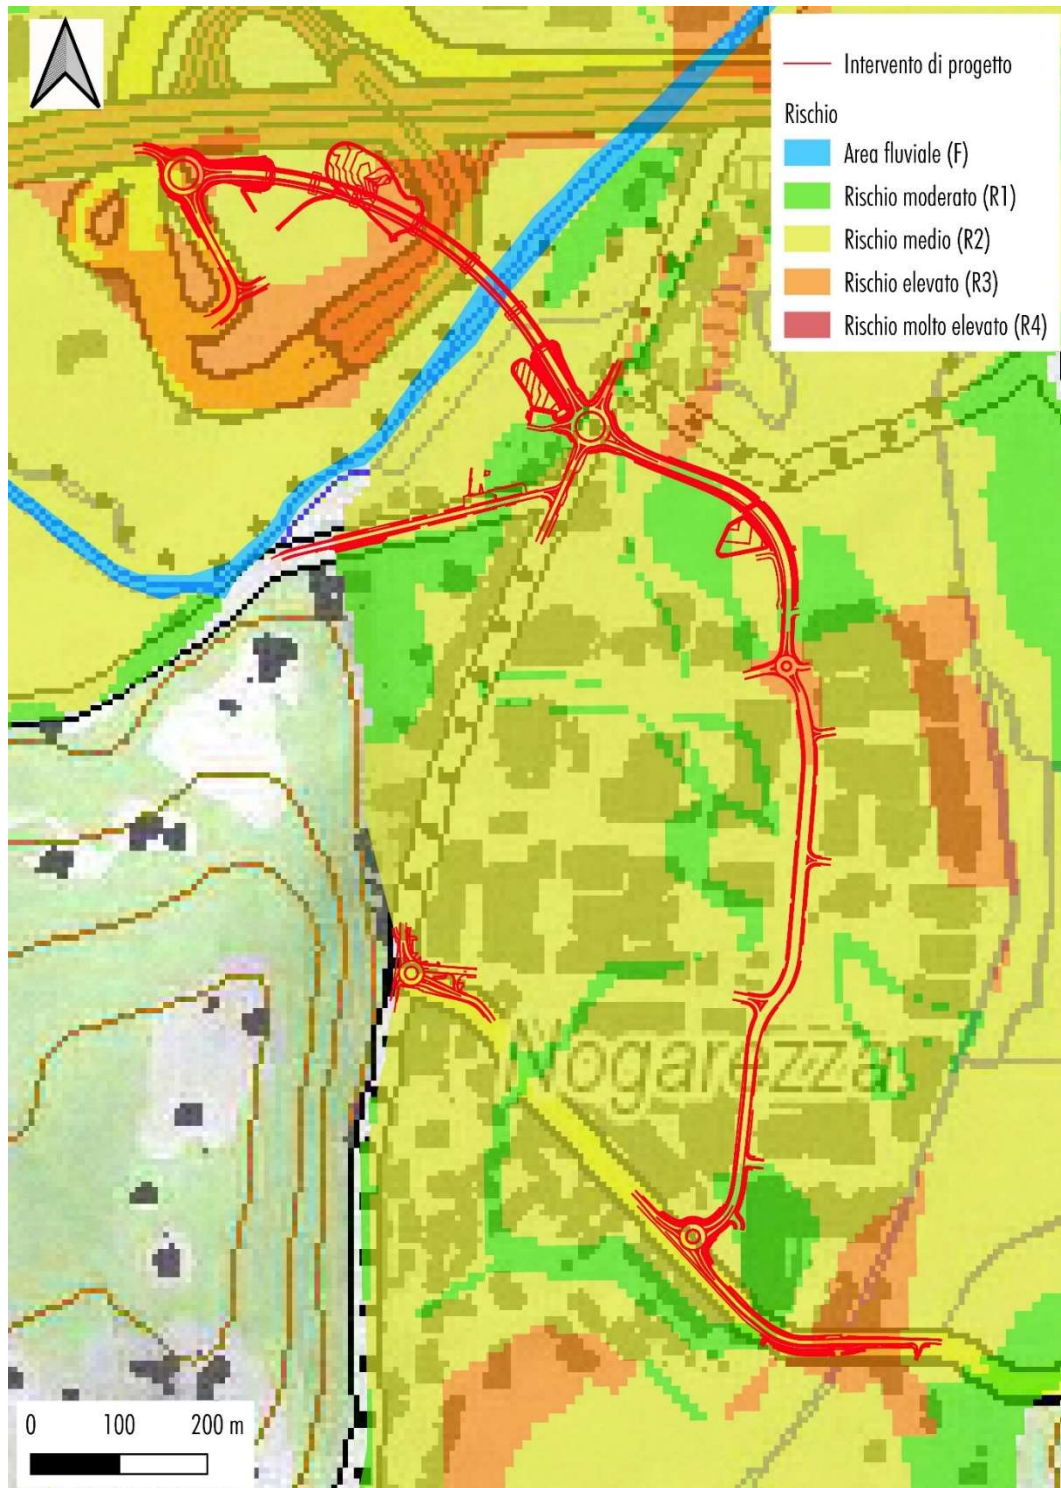 Intervento di progetto
Rischio
Area fluviale (F)
Rischio moderato (R1)
Rischio medio (R2)
Rischio elevato (R3)
Rischio molto elevato (R4)
Nogarazza
0 100 200 m